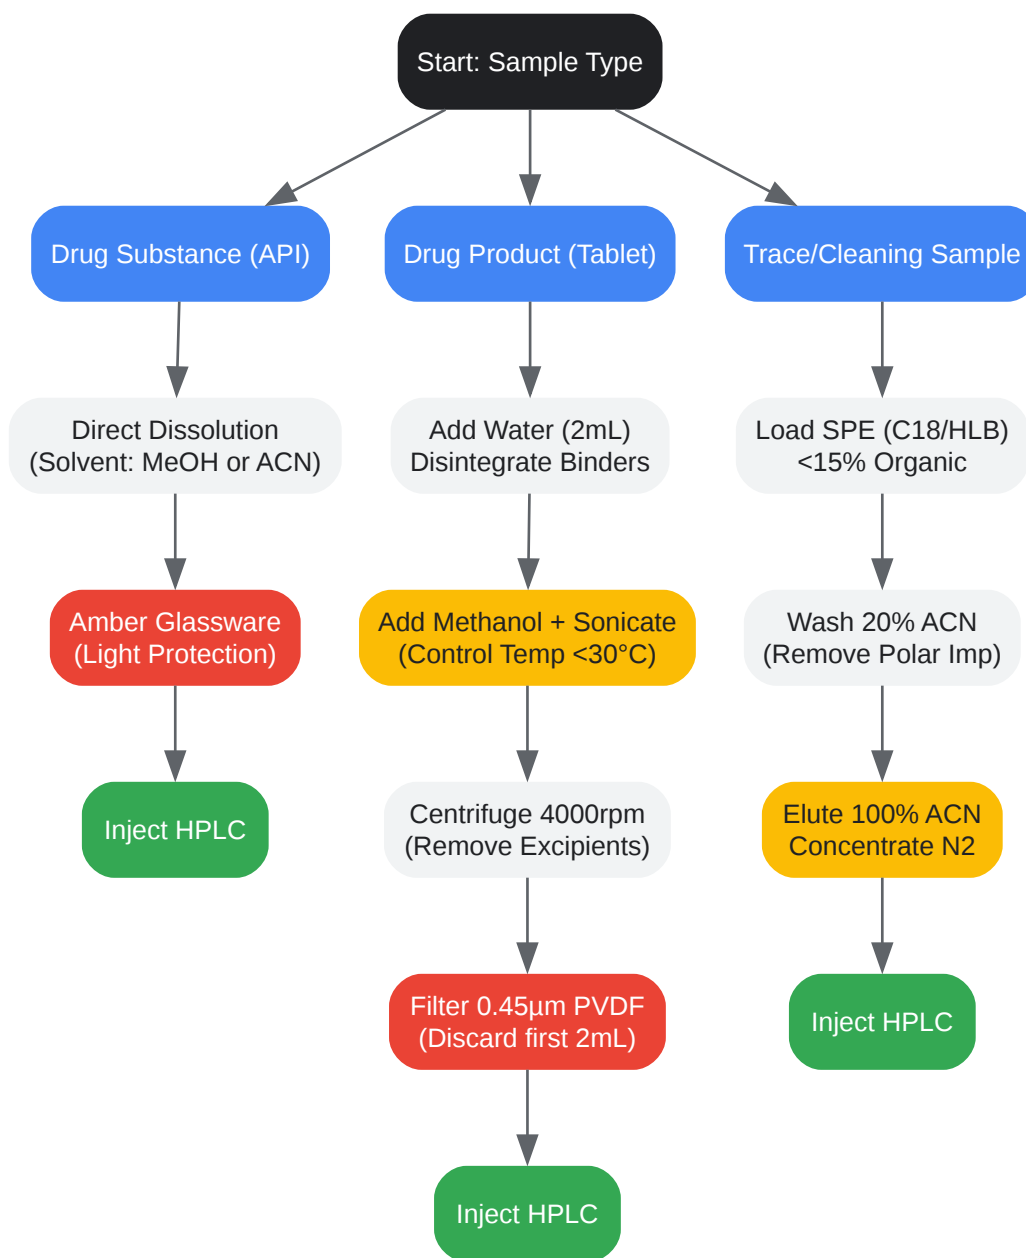 Start: Sample Type
Drug Substance (API)
Drug Product (Tablet)
Trace/Cleaning Sample
Direct Dissolution
(Solvent: MeOH or ACN)
Add Water (2mL)
Disintegrate Binders
Load SPE (C18/HLB)
<15% Organic
Amber Glassware
(Light Protection)
Add Methanol + Sonicate
(Control Temp <30°C)
Wash 20% ACN
(Remove Polar Imp)
Inject HPLC
Centrifuge 4000rpm
(Remove Excipients)
Elute 100% ACN
Concentrate N2
Filter 0.45µm PVDF
(Discard first 2mL)
Inject HPLC
Inject HPLC